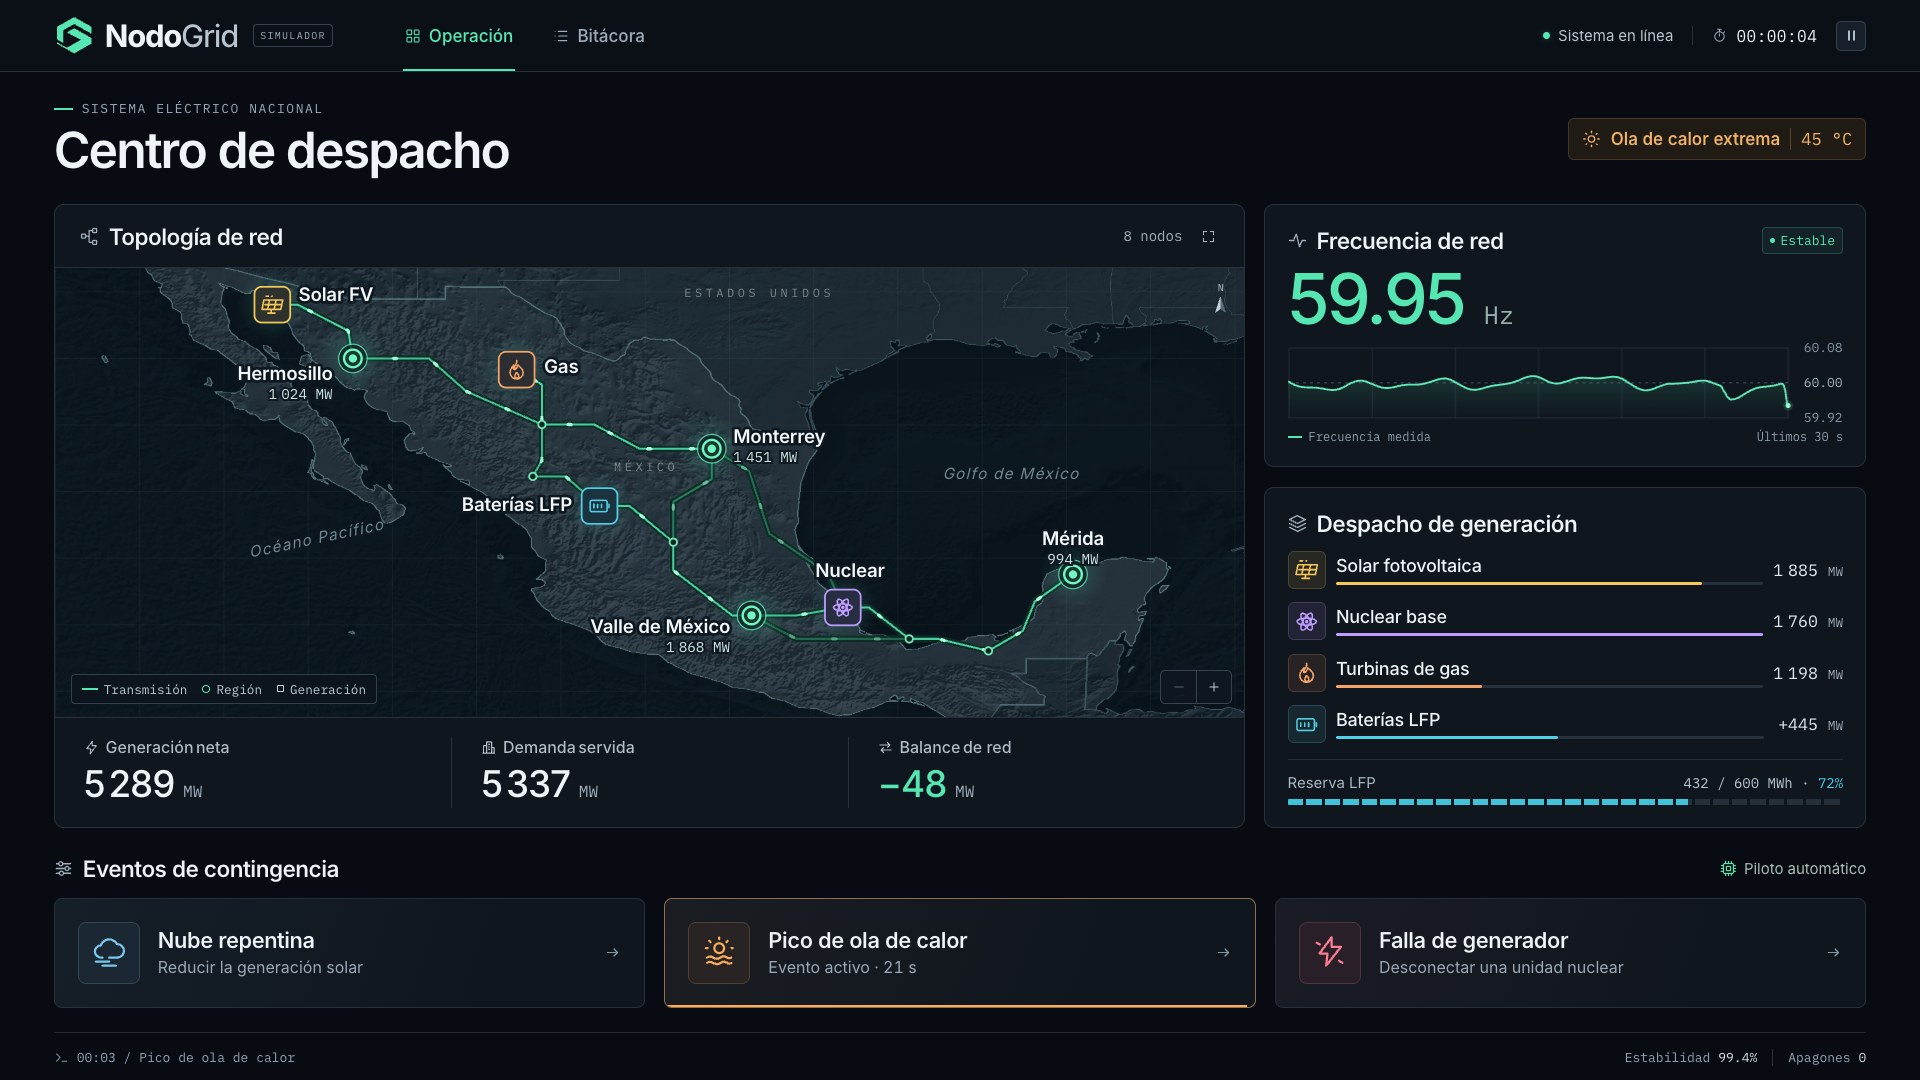 NodoGrid SIMULADOR Operación Bitácora Sistema en línea 00:00:04
SISTEMA ELÉCTRICO NACIONAL
Centro de despacho
Ola de calor extrema 45 °C
Topología de red 8 nodos
ESTADOS UNIDOS
N
Solar FV
Hermosillo
1 024 MW
Gas
Monterrey
1 451 MW
MÉXICO
Golfo de México
Baterías LFP
Océano Pacífico
Mérida
994 MW
Nuclear
Valle de México
1 868 MW
Transmisión Región Generación
− +
Generación neta
5 289 MW
Demanda servida
5 337 MW
Balance de red
−48 MW
Frecuencia de red Estable
59.95 Hz
60.08
60.00
59.92
Frecuencia medida Últimos 30 s
Despacho de generación
Solar fotovoltaica 1 885 MW
Nuclear base 1 760 MW
Turbinas de gas 1 198 MW
Baterías LFP +445 MW
Reserva LFP 432 / 600 MWh · 72%
Eventos de contingencia Piloto automático
Nube repentina
Reducir la generación solar
Pico de ola de calor
Evento activo · 21 s
Falla de generador
Desconectar una unidad nuclear
00:03 / Pico de ola de calor Estabilidad 99.4% Apagones 0